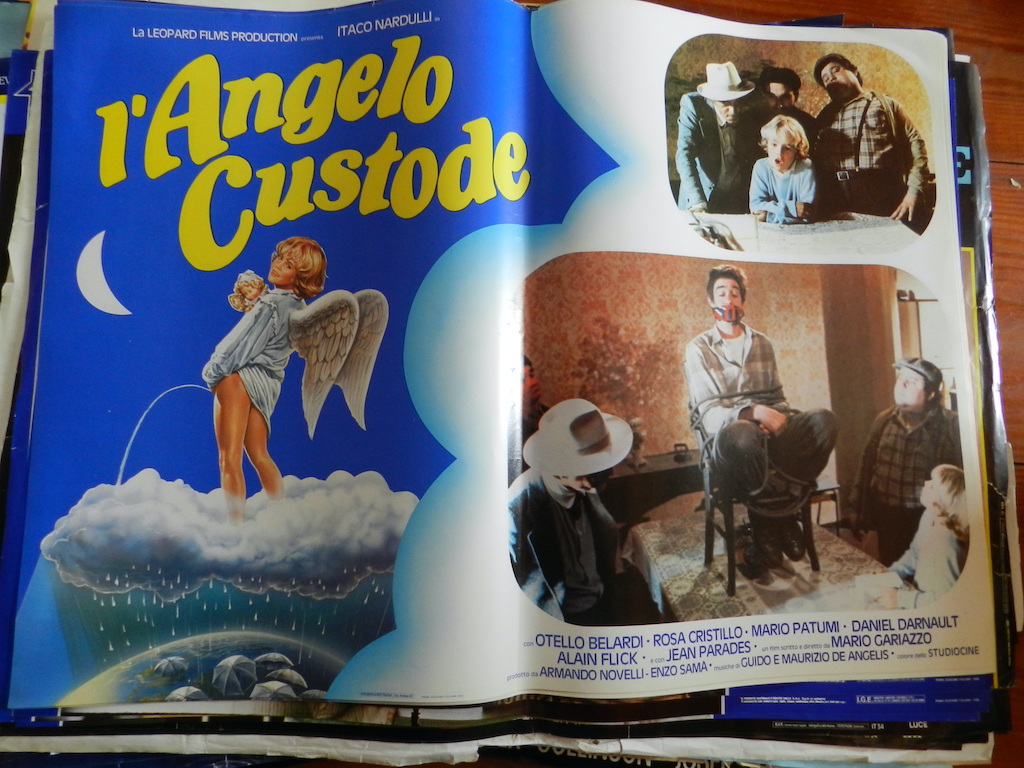 La LEOPARD FILMS PRODUCTION presenta ITACO NARDULLI in
l'Angelo
Custode
con OTELLO BELARDI · ROSA CRISTILLO · MARIO PATUMI · DANIEL DARNAULT
ALAIN FLICK · e con JEAN PARADES · un film scritto e diretto da MARIO GARIAZZO
prodotto da ARMANDO NOVELLI - ENZO SAMÀ · musiche di GUIDO E MAURIZIO DE ANGELIS · colore dello STUDIOCINE
I.G.E.
LUCE